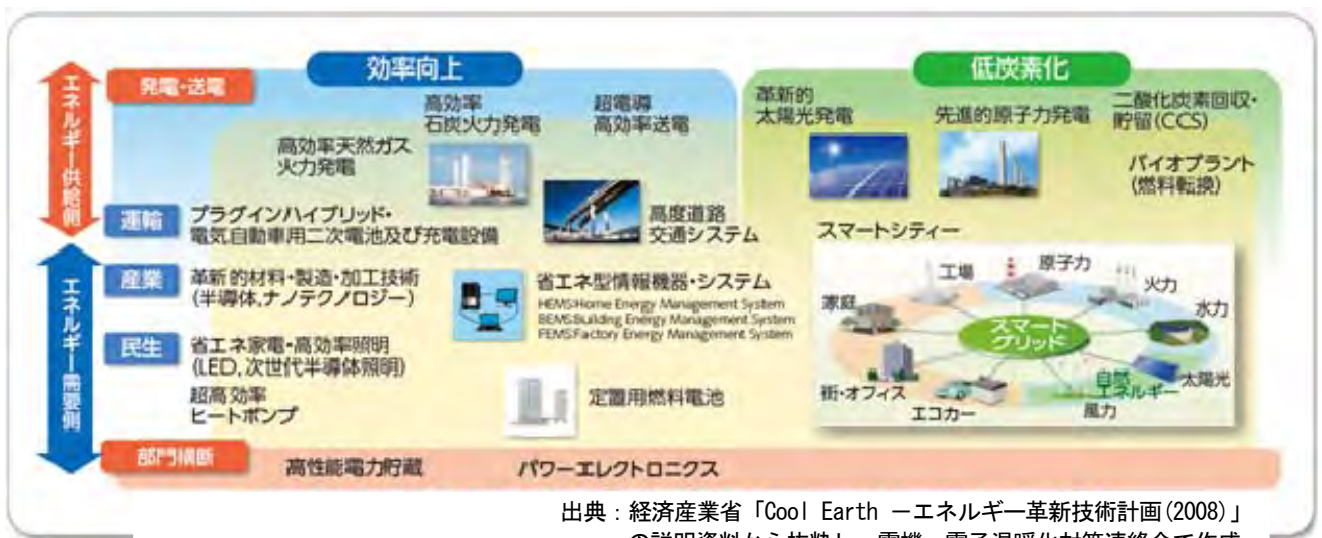 効率向上
低炭素化
エネルギー供給側
発電・送電
高効率
石炭火力発電
超電導
高効率送電
革新的
太陽光発電
先進的原子力発電
二酸化炭素回収・
貯留(CCS)
高効率天然ガス
火力発電
バイオプラント
(燃料転換)
運輸
プラグインハイブリッド・
電気自動車用二次電池及び充電設備
高度道路
交通システム
スマートシティー
エネルギー需要側
産業
革新的材料・製造・加工技術
(半導体,ナノテクノロジー)
省エネ型情報機器・システム
HEMS:Home Energy Management System
BEMS:Building Energy Management System
FEMS:Factory Energy Management System
民生
省エネ家電・高効率照明
(LED,次世代半導体照明)
超高効率
ヒートポンプ
定置用燃料電池
工場
原子力
火力
家庭
水力
スマート
グリッド
太陽光
自然
エネルギー
街・オフィス
エコカー
風力
部門横断
高性能電力貯蔵
パワーエレクトロニクス
出典:経済産業省「Cool Earth −エネルギー革新技術計画(2008)」